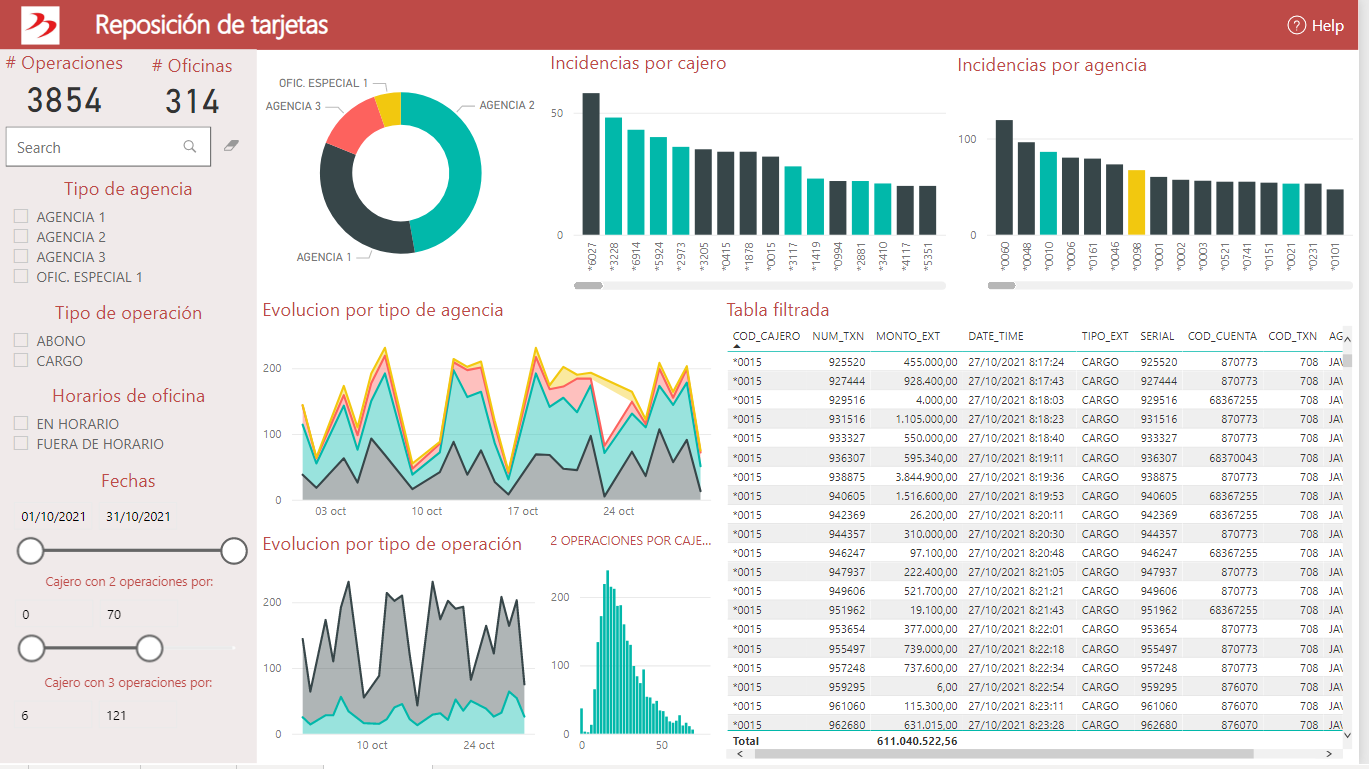 Reposición de tarjetas
Help
# Operaciones
# Oficinas
3854
314
Search
Tipo de agencia
AGENCIA 1
AGENCIA 2
AGENCIA 3
OFIC. ESPECIAL 1
Tipo de operación
ABONO
CARGO
Horarios de oficina
EN HORARIO
FUERA DE HORARIO
Fechas
01/10/2021 31/10/2021
Cajero con 2 operaciones por:
0 70
Cajero con 3 operaciones por:
6 121
OFIC. ESPECIAL 1
AGENCIA 3
AGENCIA 2
AGENCIA 1
Incidencias por cajero
50
0
*6027 *3228 *6914 *5924 *2973 *3205 *0415 *1878 *0015 *3117 *1419 *0994 *2881 *3410 *4117 *5351
Incidencias por agencia
100
0
*0060 *0048 *0010 *0006 *0161 *0046 *0098 *0001 *0002 *0003 *0521 *0741 *0151 *0021 *0231 *0101
Evolucion por tipo de agencia
200
100
0
03 oct 10 oct 17 oct 24 oct
Evolucion por tipo de operación
200
100
0
10 oct 24 oct
2 OPERACIONES POR CAJE...
200
100
0
0 50
Tabla filtrada
COD_CAJERO NUM_TXN MONTO_EXT DATE_TIME TIPO_EXT SERIAL COD_CUENTA COD_TXN AG
*0015 925520 455.000,00 27/10/2021 8:17:24 CARGO 925520 870773 708 JA
*0015 927444 928.400,00 27/10/2021 8:17:43 CARGO 927444 870773 708 JA
*0015 929516 4.000,00 27/10/2021 8:18:03 CARGO 929516 68367255 708 JA
*0015 931516 1.105.000,00 27/10/2021 8:18:23 CARGO 931516 870773 708 JA
*0015 933327 550.000,00 27/10/2021 8:18:40 CARGO 933327 870773 708 JA
*0015 936307 595.340,00 27/10/2021 8:19:11 CARGO 936307 68370043 708 JA
*0015 938875 3.844.900,00 27/10/2021 8:19:36 CARGO 938875 870773 708 JA
*0015 940605 1.516.600,00 27/10/2021 8:19:53 CARGO 940605 68367255 708 JA
*0015 942369 26.200,00 27/10/2021 8:20:11 CARGO 942369 68367255 708 JA
*0015 944357 310.000,00 27/10/2021 8:20:30 CARGO 944357 870773 708 JA
*0015 946247 97.100,00 27/10/2021 8:20:48 CARGO 946247 68367255 708 JA
*0015 947937 222.400,00 27/10/2021 8:21:05 CARGO 947937 870773 708 JA
*0015 949606 521.700,00 27/10/2021 8:21:21 CARGO 949606 870773 708 JA
*0015 951962 19.100,00 27/10/2021 8:21:43 CARGO 951962 68367255 708 JA
*0015 953654 377.000,00 27/10/2021 8:22:01 CARGO 953654 870773 708 JA
*0015 955497 739.000,00 27/10/2021 8:22:18 CARGO 955497 870773 708 JA
*0015 957248 737.600,00 27/10/2021 8:22:34 CARGO 957248 870773 708 JA
*0015 959295 6,00 27/10/2021 8:22:54 CARGO 959295 876070 708 JA
*0015 961060 115.300,00 27/10/2021 8:23:11 CARGO 961060 876070 708 JA
*0015 962680 631.015,00 27/10/2021 8:23:28 CARGO 962680 876070 708 JA
Total 611.040.522,56